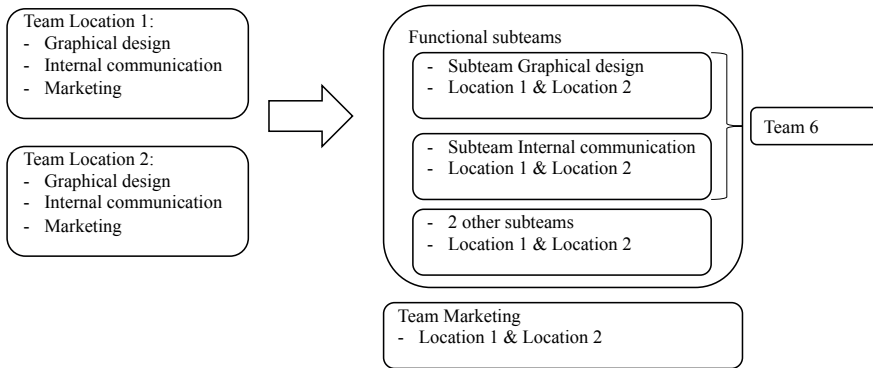 Team Location 1:
- Graphical design
- Internal communication
- Marketing
Team Location 2:
- Graphical design
- Internal communication
- Marketing
Functional subteams
- Subteam Graphical design
- Location 1 & Location 2
- Subteam Internal communication
- Location 1 & Location 2
- 2 other subteams
- Location 1 & Location 2
Team 6
Team Marketing
- Location 1 & Location 2